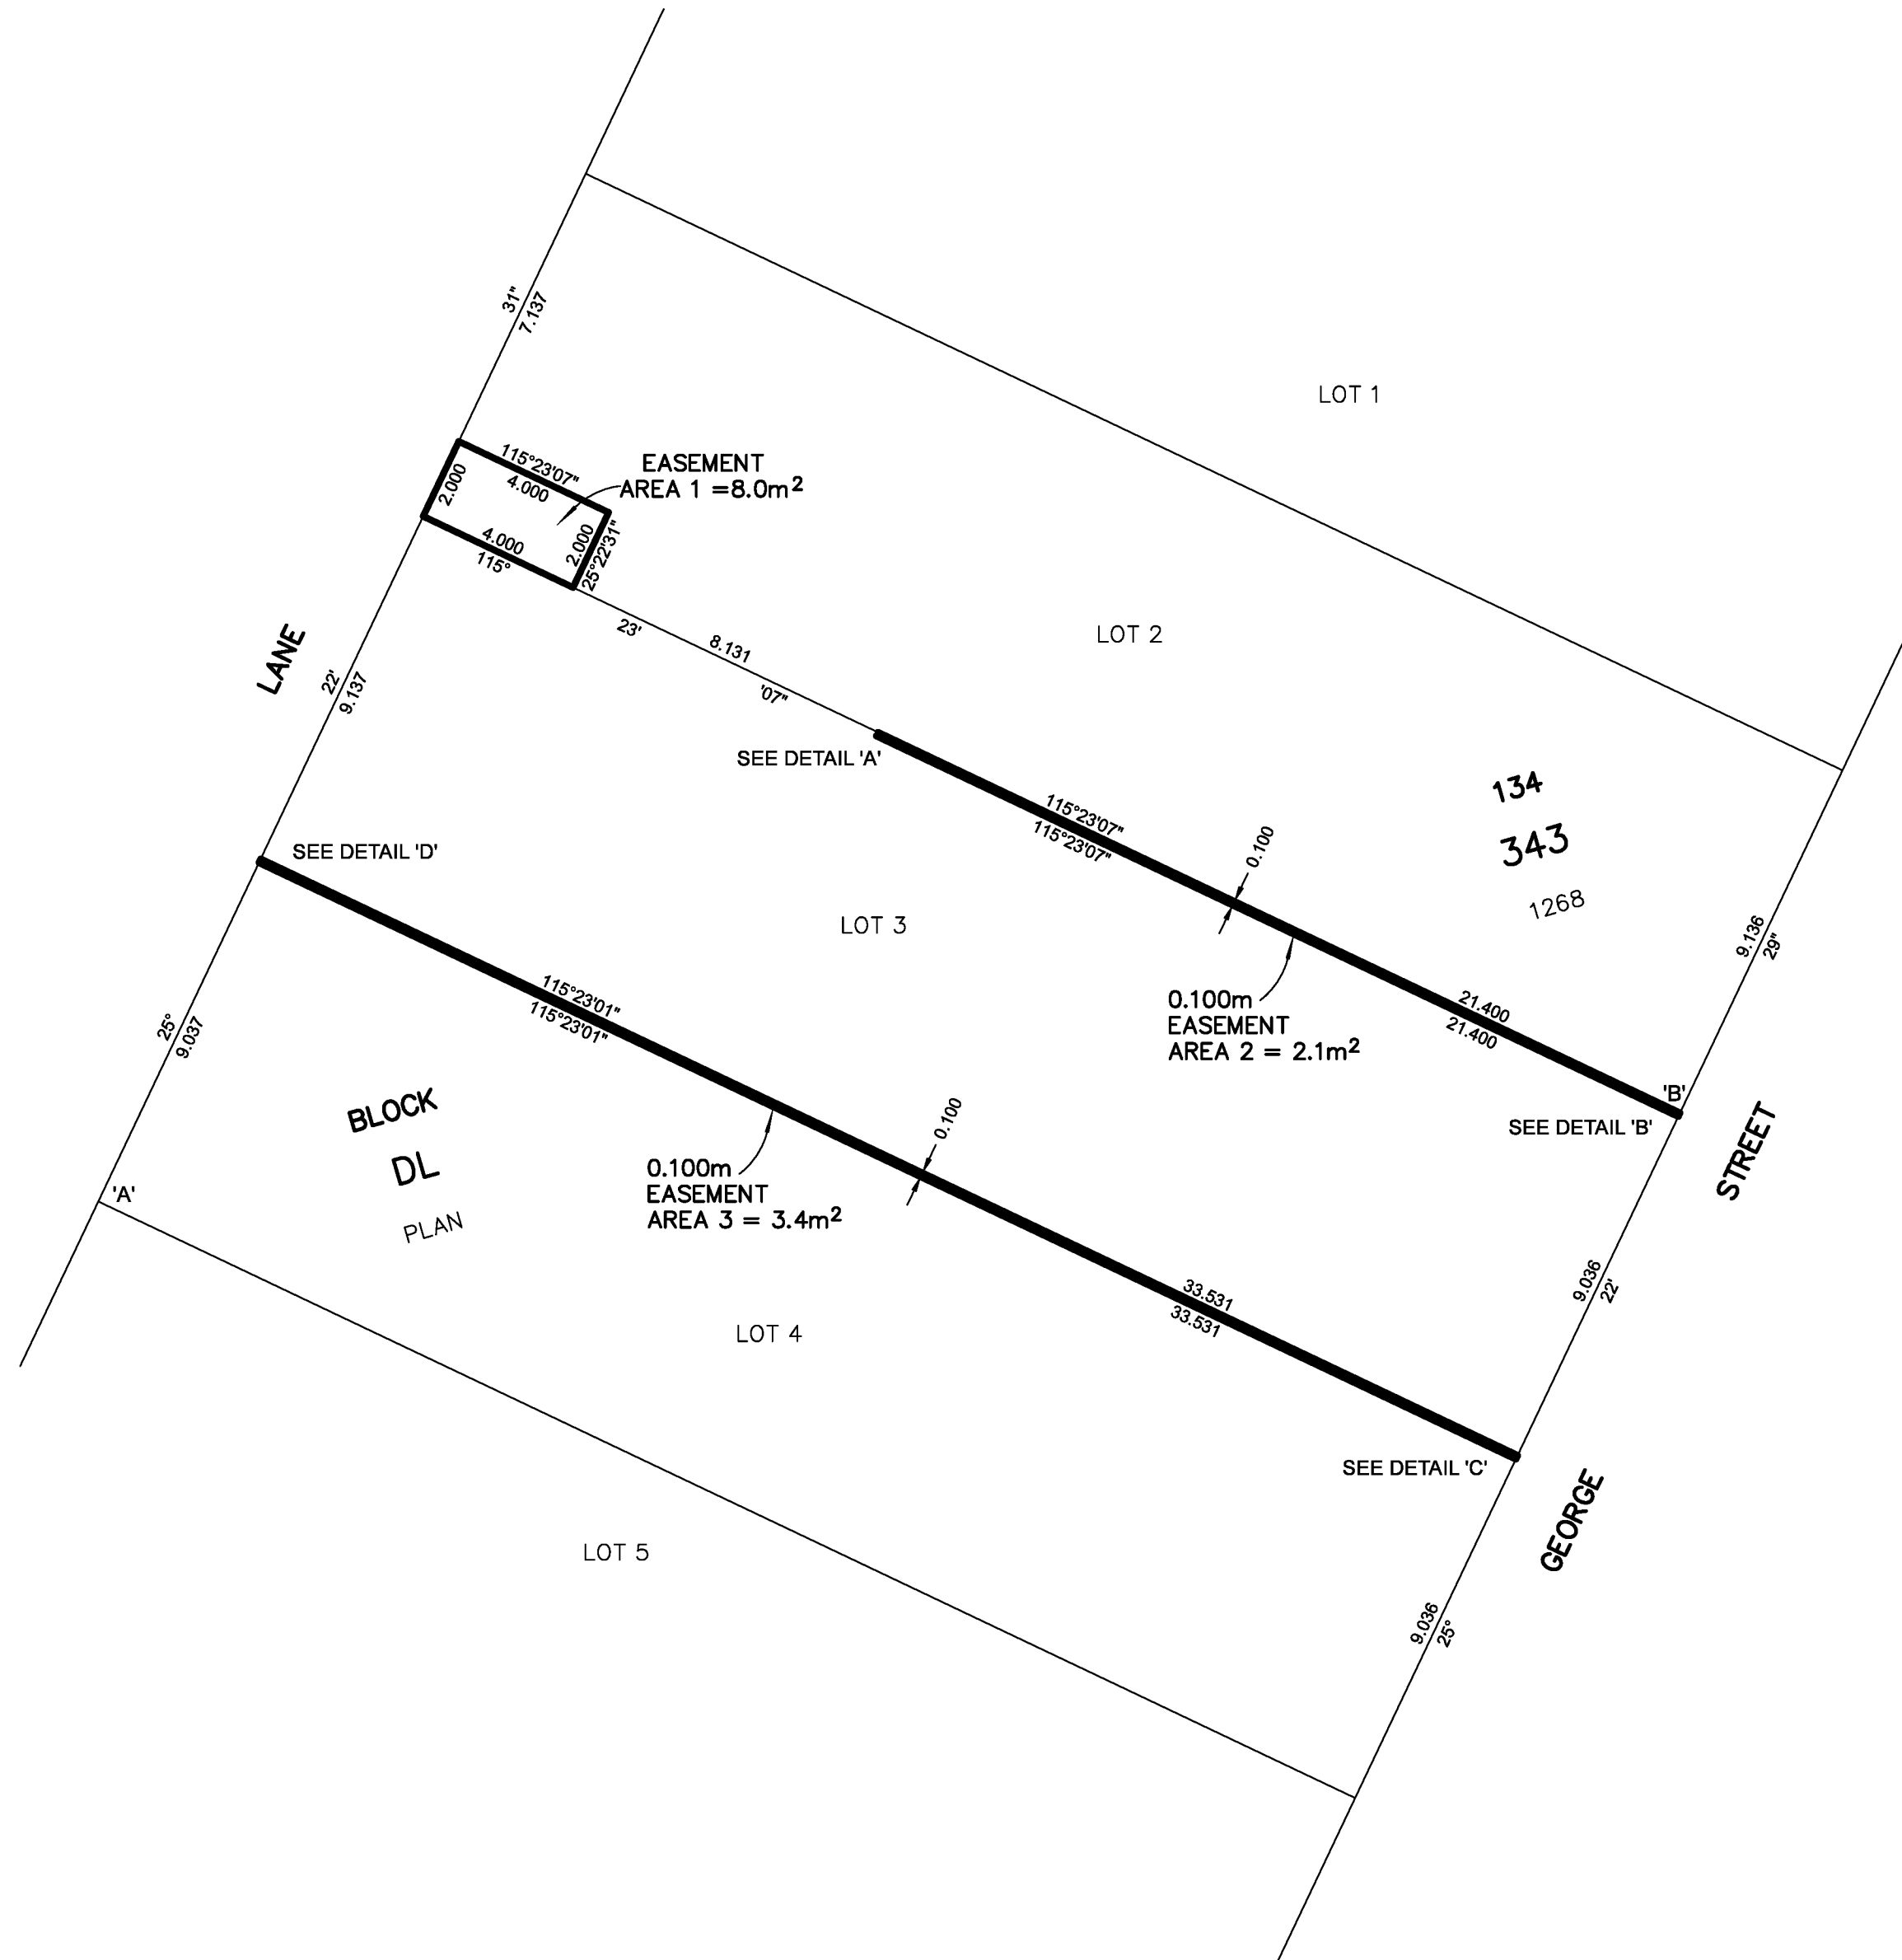 31"
7.137
LOT 1
115°23'07"
4.000
2.000
EASEMENT
AREA 1 =8.0m²
4.000
115°
2.000
25°22'31"
LANE
22'
9.137
23'
8.131
'07"
LOT 2
SEE DETAIL 'A'
134
343
1268
115°23'07"
115°23'07"
0.100
SEE DETAIL 'D'
LOT 3
9.136
29"
0.100m
EASEMENT
AREA 2 = 2.1m²
21.400
21.400
115°23'01"
115°23'01"
25°
9.037
'B'
SEE DETAIL 'B'
BLOCK
DL
PLAN
0.100
0.100m
EASEMENT
AREA 3 = 3.4m²
STREET
'A'
9.036
22'
33.531
33.531
LOT 4
SEE DETAIL 'C'
GEORGE
LOT 5
9.036
25°